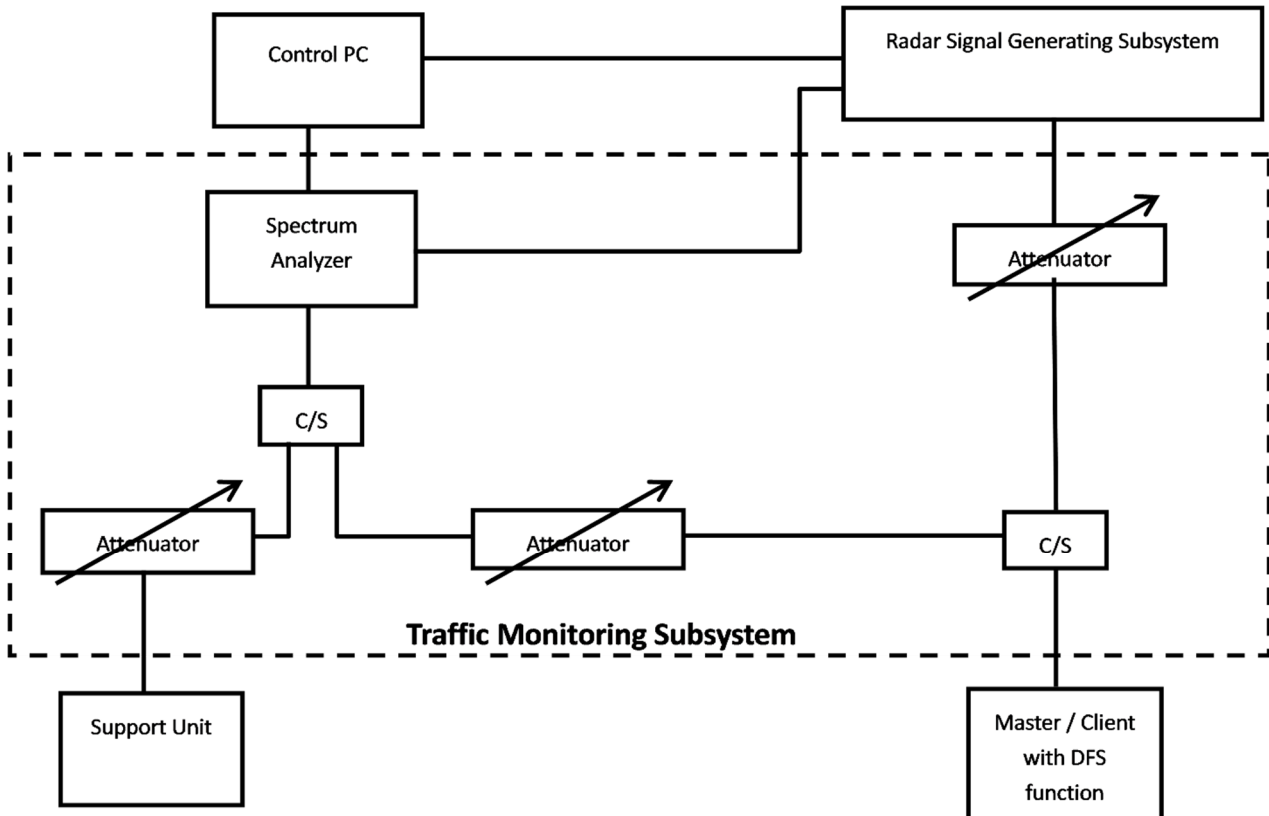 Control PC
Radar Signal Generating Subsystem
Spectrum
Analyzer
Attenuator
C/S
Attenuator
Attenuator
C/S
Traffic Monitoring Subsystem
Support Unit
Master / Client
with DFS
function